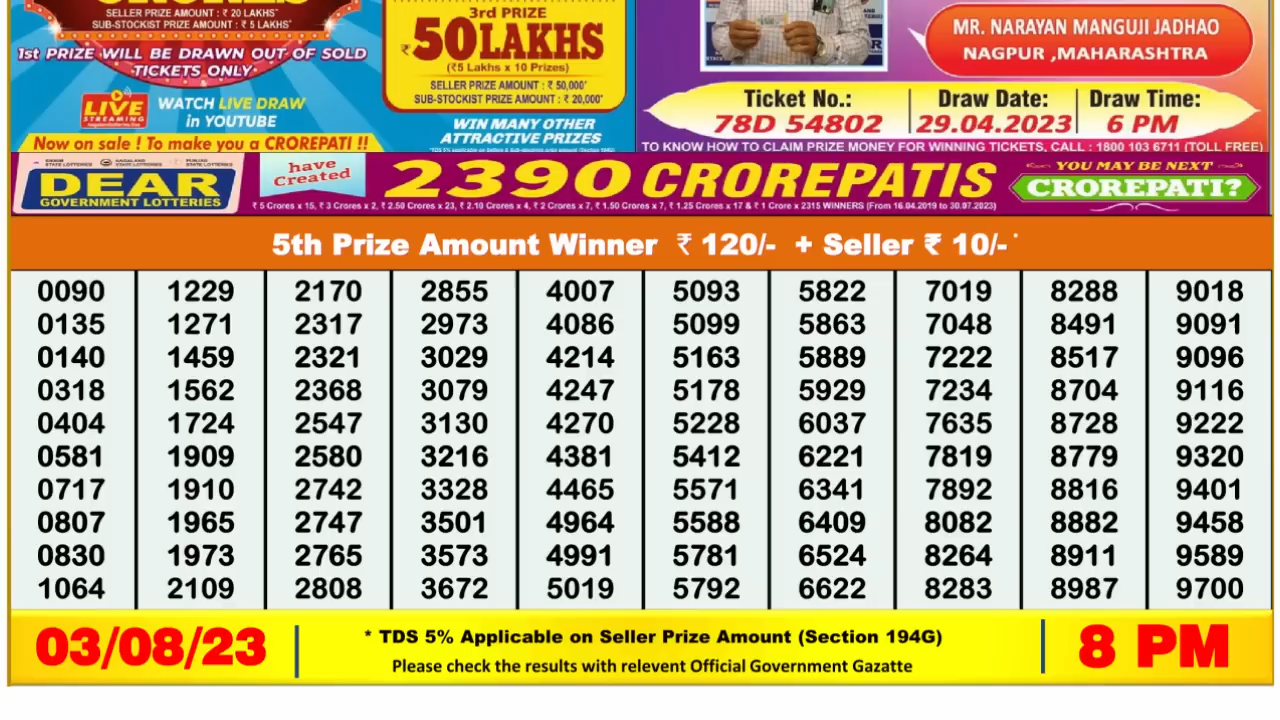 CRORES
SELLER PRIZE AMOUNT : ₹ 20 LAKHS*
SUB-STOCKIST PRIZE AMOUNT : ₹ 5 LAKHS*
1st PRIZE WILL BE DRAWN OUT OF SOLD
TICKETS ONLY
LIVE
STREAMING
WATCH LIVE DRAW
in YOUTUBE
Now on sale ! To make you a CROREPATI !!
3rd PRIZE
₹50LAKHS
(₹5 Lakhs x 10 Prizes)
SELLER PRIZE AMOUNT : ₹ 50,000*
SUB-STOCKIST PRIZE AMOUNT : ₹ 20,000*
WIN MANY OTHER
ATTRACTIVE PRIZES
MR. NARAYAN MANGUJI JADHAO
NAGPUR ,MAHARASHTRA
Ticket No.: Draw Date: Draw Time:
78D 54802 29.04.2023 6 PM
TO KNOW HOW TO CLAIM PRIZE MONEY FOR WINNING TICKETS, CALL : 1800 103 6711 (TOLL FREE)
DEAR
GOVERNMENT LOTTERIES
have
Created
2390 CROREPATIS
₹ 5 Crores x 15, ₹ 3 Crores x 2, ₹ 2.50 Crores x 23, ₹ 2.10 Crores x 4, ₹ 2 Crores x 7, ₹ 1.50 Crores x 7, ₹ 1.25 Crores x 17 & ₹ 1 Crore x 2315 WINNERS (From 16.04.2019 to 30.07.2023)
YOU MAY BE NEXT
CROREPATI?
5th Prize Amount Winner ₹ 120/- + Seller ₹ 10/- *
0090 1229 2170 2855 4007 5093 5822 7019 8288 9018
0135 1271 2317 2973 4086 5099 5863 7048 8491 9091
0140 1459 2321 3029 4214 5163 5889 7222 8517 9096
0318 1562 2368 3079 4247 5178 5929 7234 8704 9116
0404 1724 2547 3130 4270 5228 6037 7635 8728 9222
0581 1909 2580 3216 4381 5412 6221 7819 8779 9320
0717 1910 2742 3328 4465 5571 6341 7892 8816 9401
0807 1965 2747 3501 4964 5588 6409 8082 8882 9458
0830 1973 2765 3573 4991 5781 6524 8264 8911 9589
1064 2109 2808 3672 5019 5792 6622 8283 8987 9700
03/08/23
* TDS 5% Applicable on Seller Prize Amount (Section 194G)
Please check the results with relevent Official Government Gazatte
8 PM